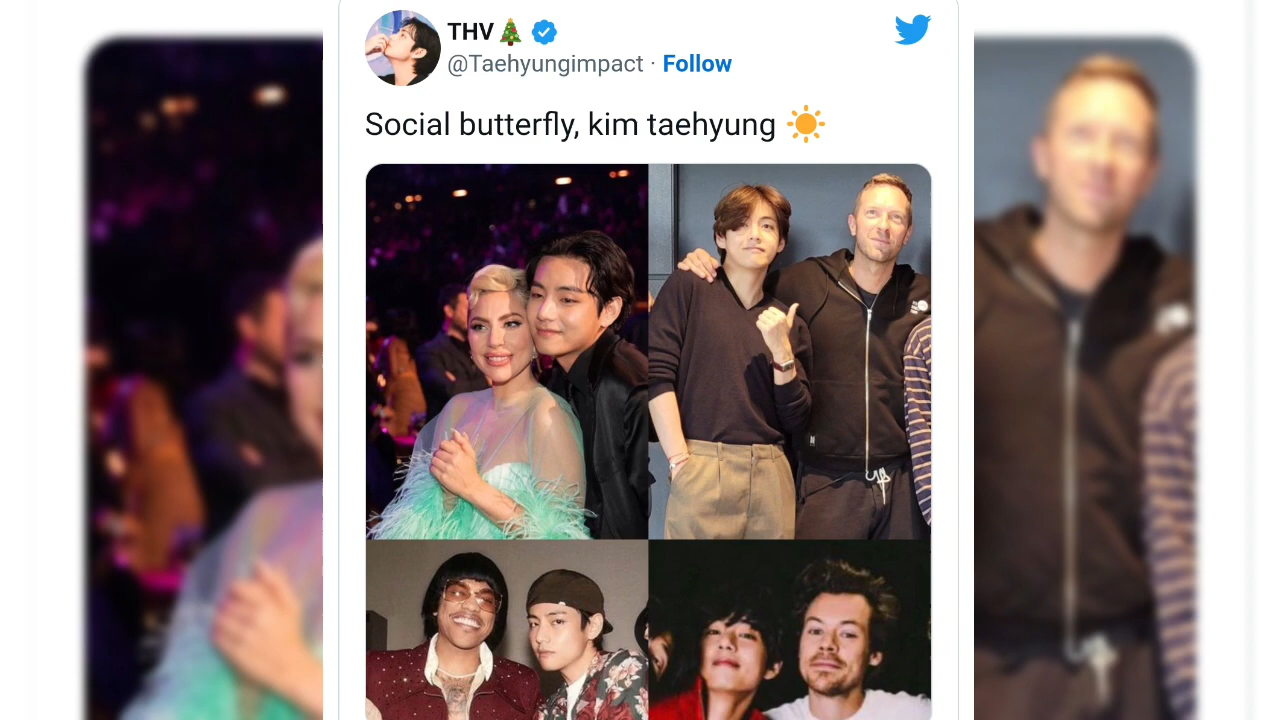 THV🎄
@Taehyungimpact · Follow
Social butterfly, kim taehyung ☀️